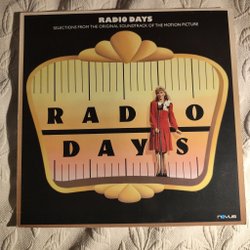 RADIO DAYS
SELECTIONS FROM THE ORIGINAL SOUNDTRACK OF THE MOTION PICTURE
RADIO
DAYS
novus